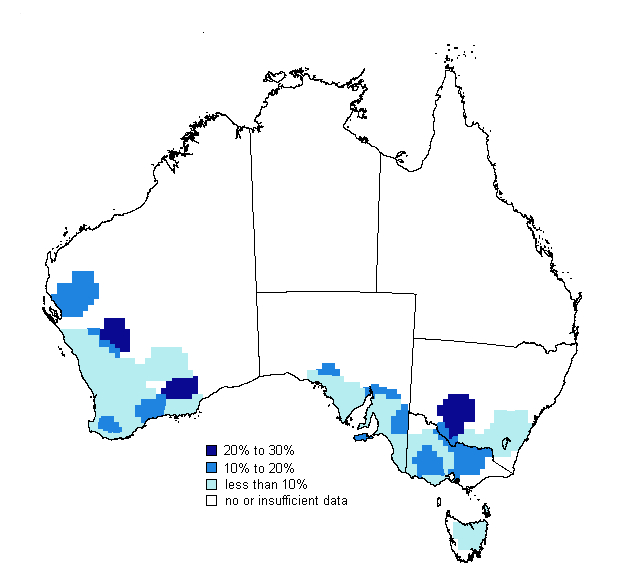 20% to 30%
10% to 20%
less than 10%
no or insufficient data